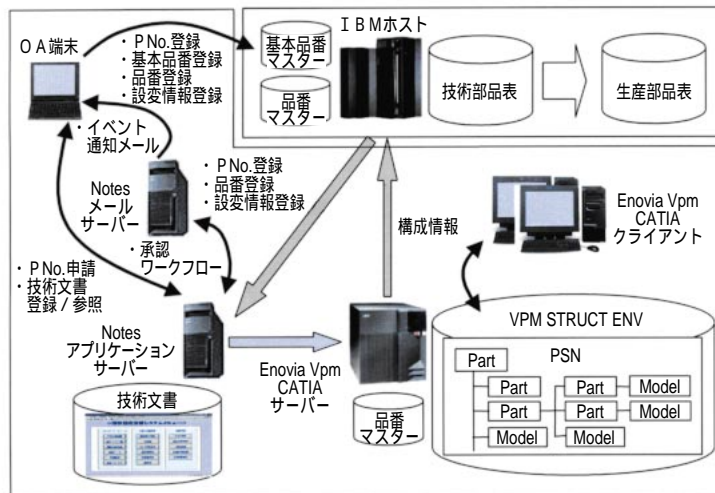 OA端末
・PNo.登録
・基本品番登録
・品番登録
・設変情報登録
基本品番
マスター
品番
マスター
IBMホスト
技術部品表
生産部品表
・イベント
通知メール
Notes
メール
サーバー
・PNo.登録
・品番登録
・設変情報登録
・承認
ワークフロー
・PNo.申請
・技術文書
登録/参照
構成情報
Enovia Vpm
CATIA
クライアント
Notes
アプリケーション
サーバー
Enovia Vpm
CATIA
サーバー
技術文書
品番
マスター
VPM STRUCT ENV
PSN
Part
Part
Part
Model
Part
Part
Model
Model
Model